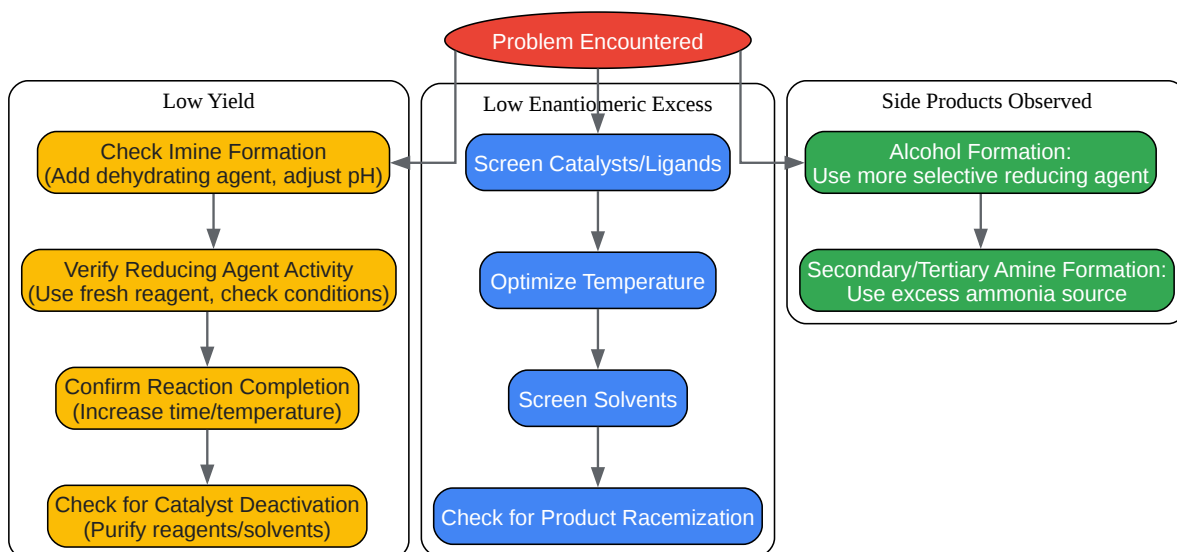 Problem Encountered
Low Yield
Check Imine Formation
(Add dehydrating agent, adjust pH)
Verify Reducing Agent Activity
(Use fresh reagent, check conditions)
Confirm Reaction Completion
(Increase time/temperature)
Check for Catalyst Deactivation
(Purify reagents/solvents)
Low Enantiomeric Excess
Screen Catalysts/Ligands
Optimize Temperature
Screen Solvents
Check for Product Racemization
Side Products Observed
Alcohol Formation:
Use more selective reducing agent
Secondary/Tertiary Amine Formation:
Use excess ammonia source